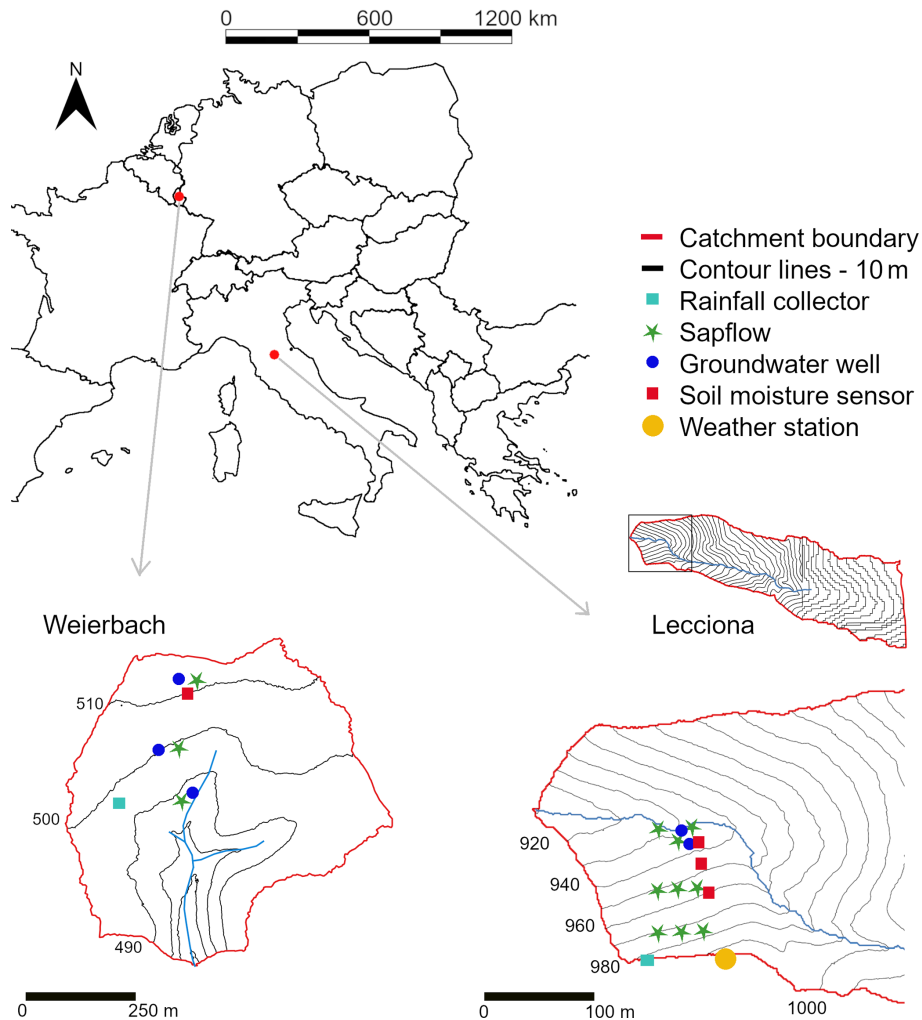 0 600 1200 km
N
Catchment boundary
Contour lines - 10 m
Rainfall collector
Sapflow
Groundwater well
Soil moisture sensor
Weather station
Weierbach
Lecciona
510
500
490
920
940
960
980
1000
0 250 m
0 100 m